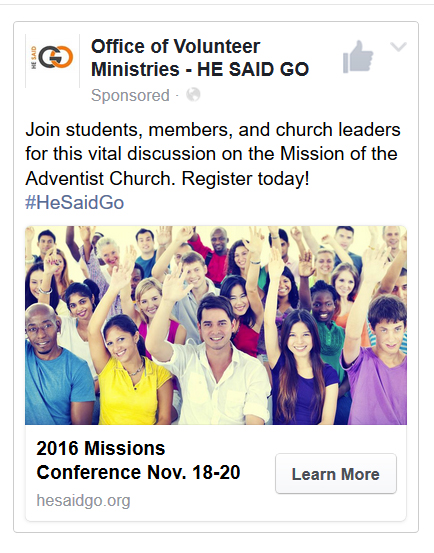 HE SAID GO
Office of Volunteer
Ministries - HE SAID GO
Sponsored ·
Join students, members, and church leaders
for this vital discussion on the Mission of the
Adventist Church. Register today!
#HeSaidGo
2016 Missions
Conference Nov. 18-20
Learn More
hesaidgo.org